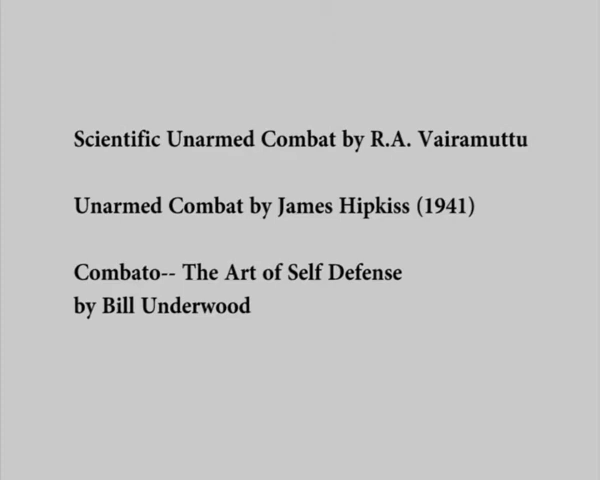 Scientific Unarmed Combat by R.A. Vairamuttu
Unarmed Combat by James Hipkiss (1941)
Combato-- The Art of Self Defense
by Bill Underwood